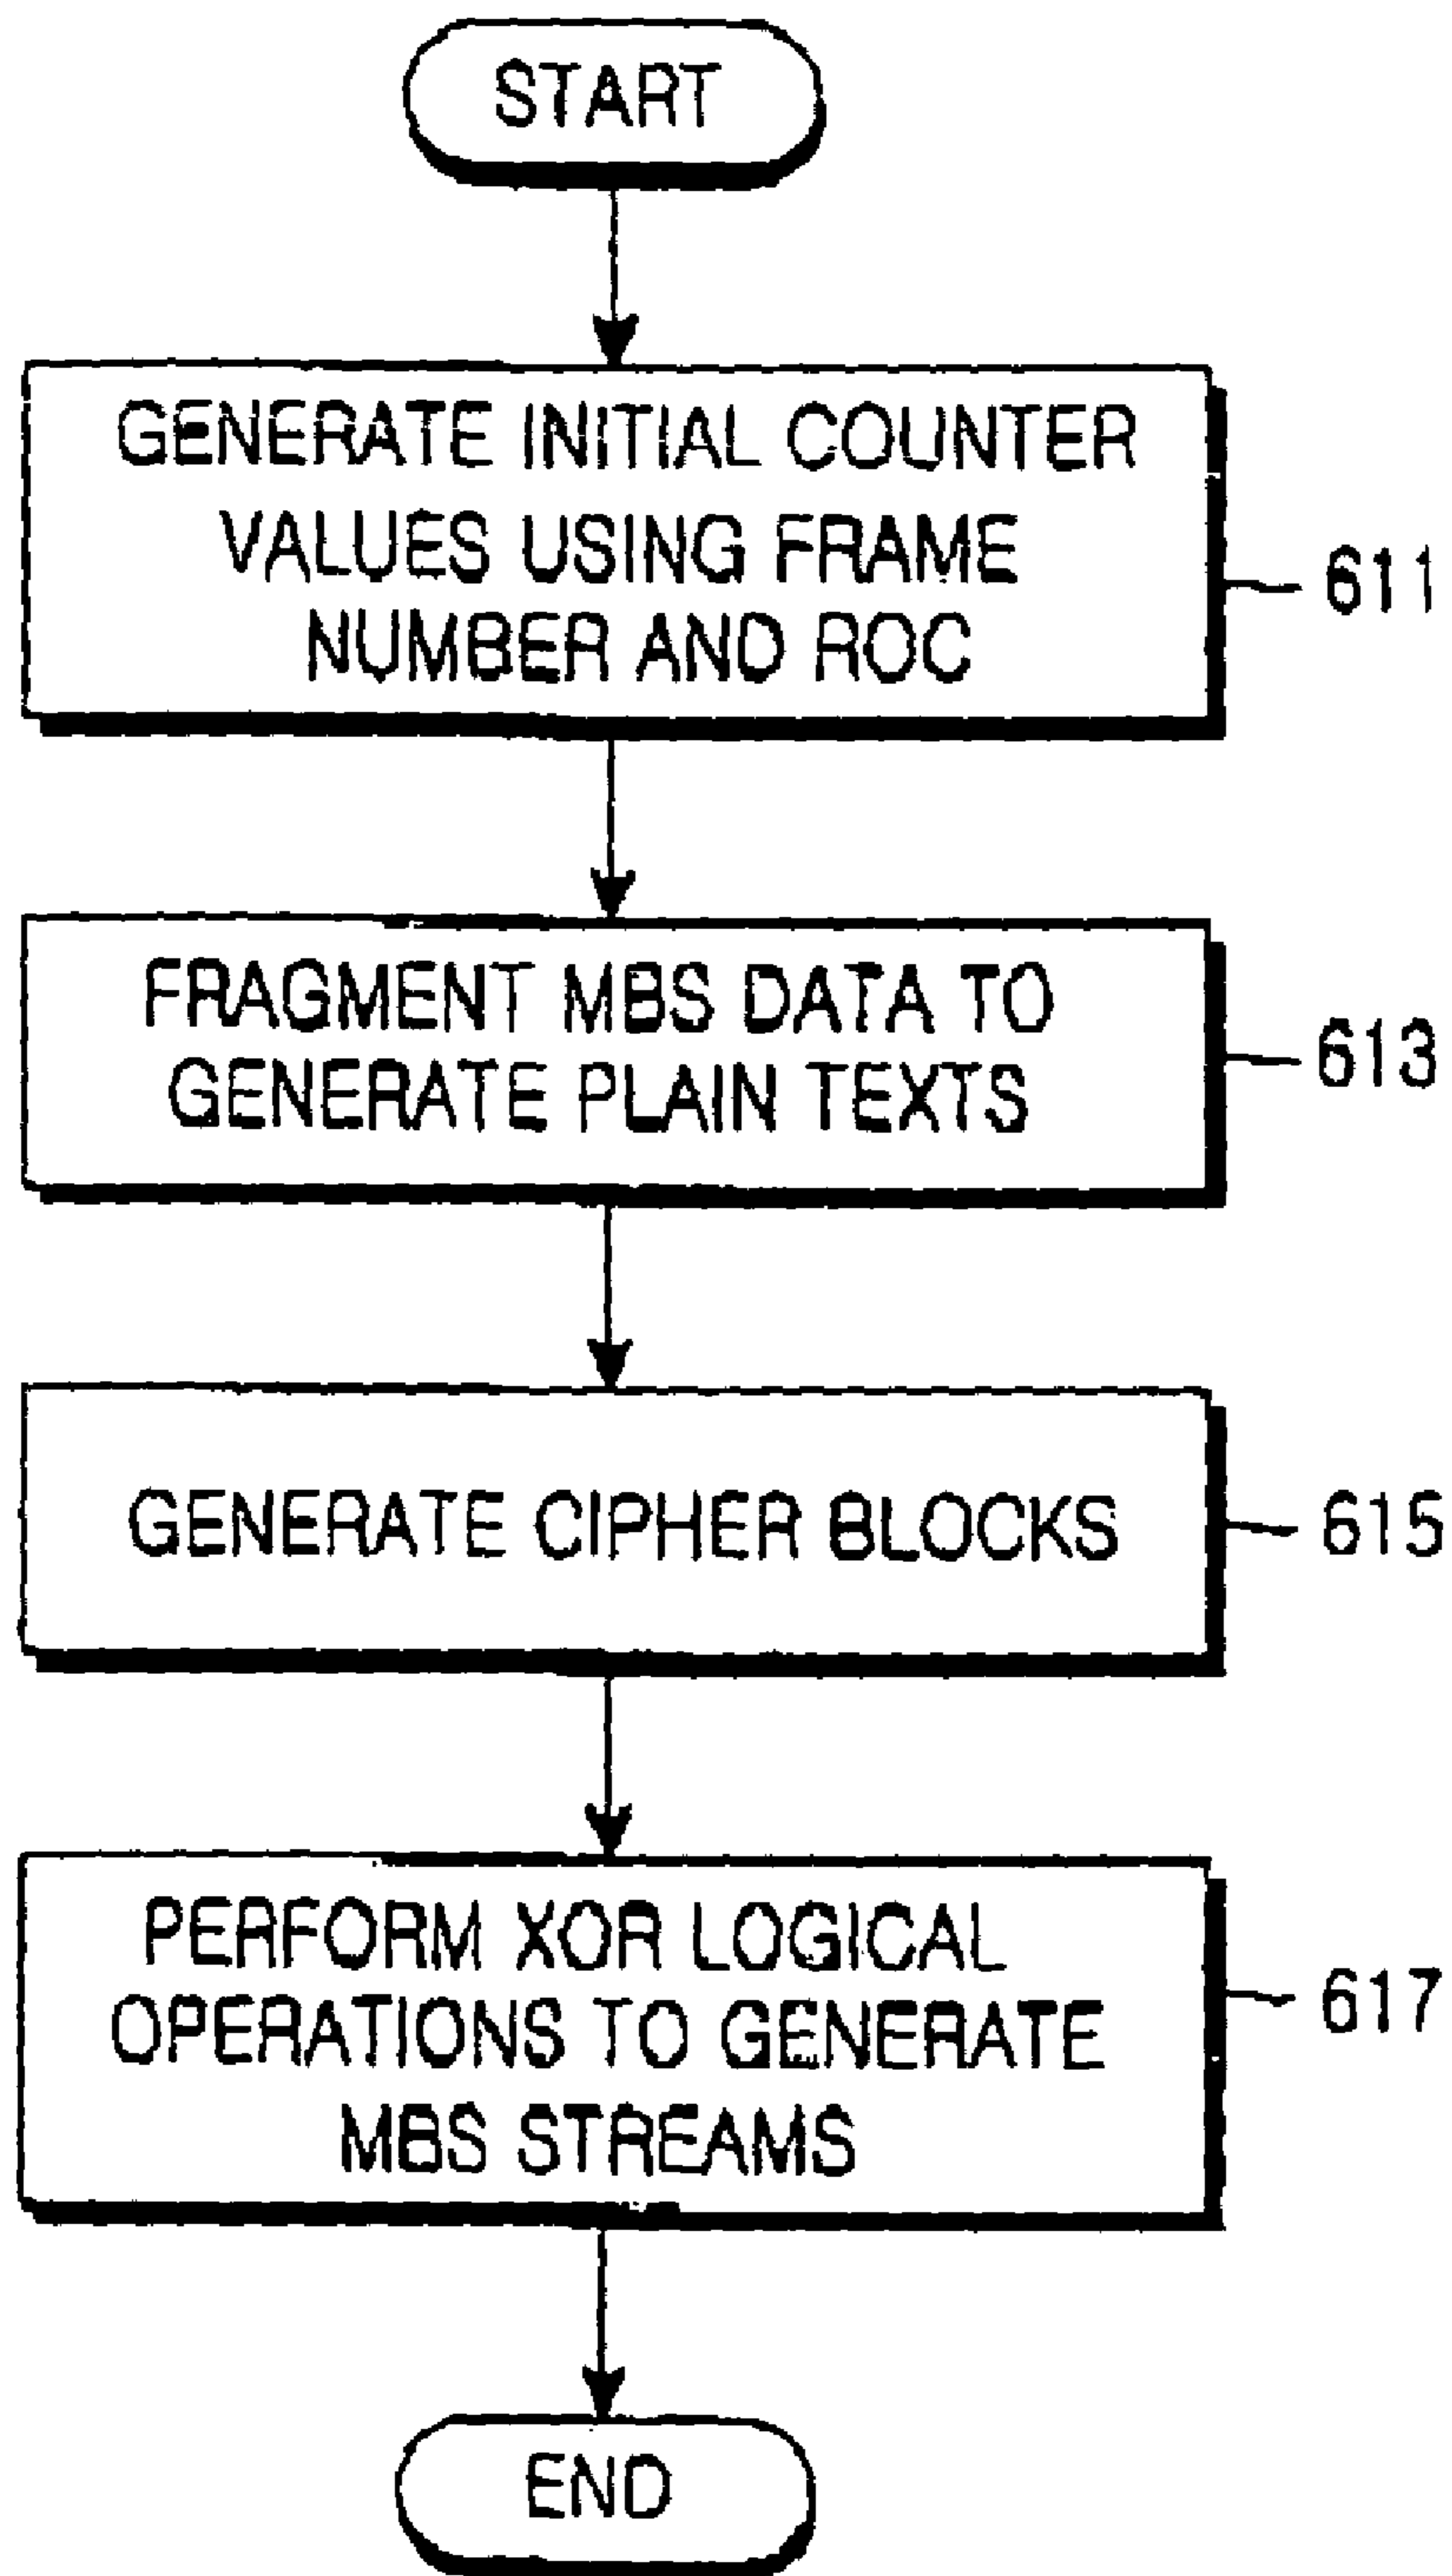 START
GENERATE INITIAL COUNTER
VALUES USING FRAME
NUMBER AND ROC
611
FRAGMENT MBS DATA TO
GENERATE PLAIN TEXTS
613
GENERATE CIPHER BLOCKS
615
PERFORM XOR LOGICAL
OPERATIONS TO GENERATE
MBS STREAMS
617
END